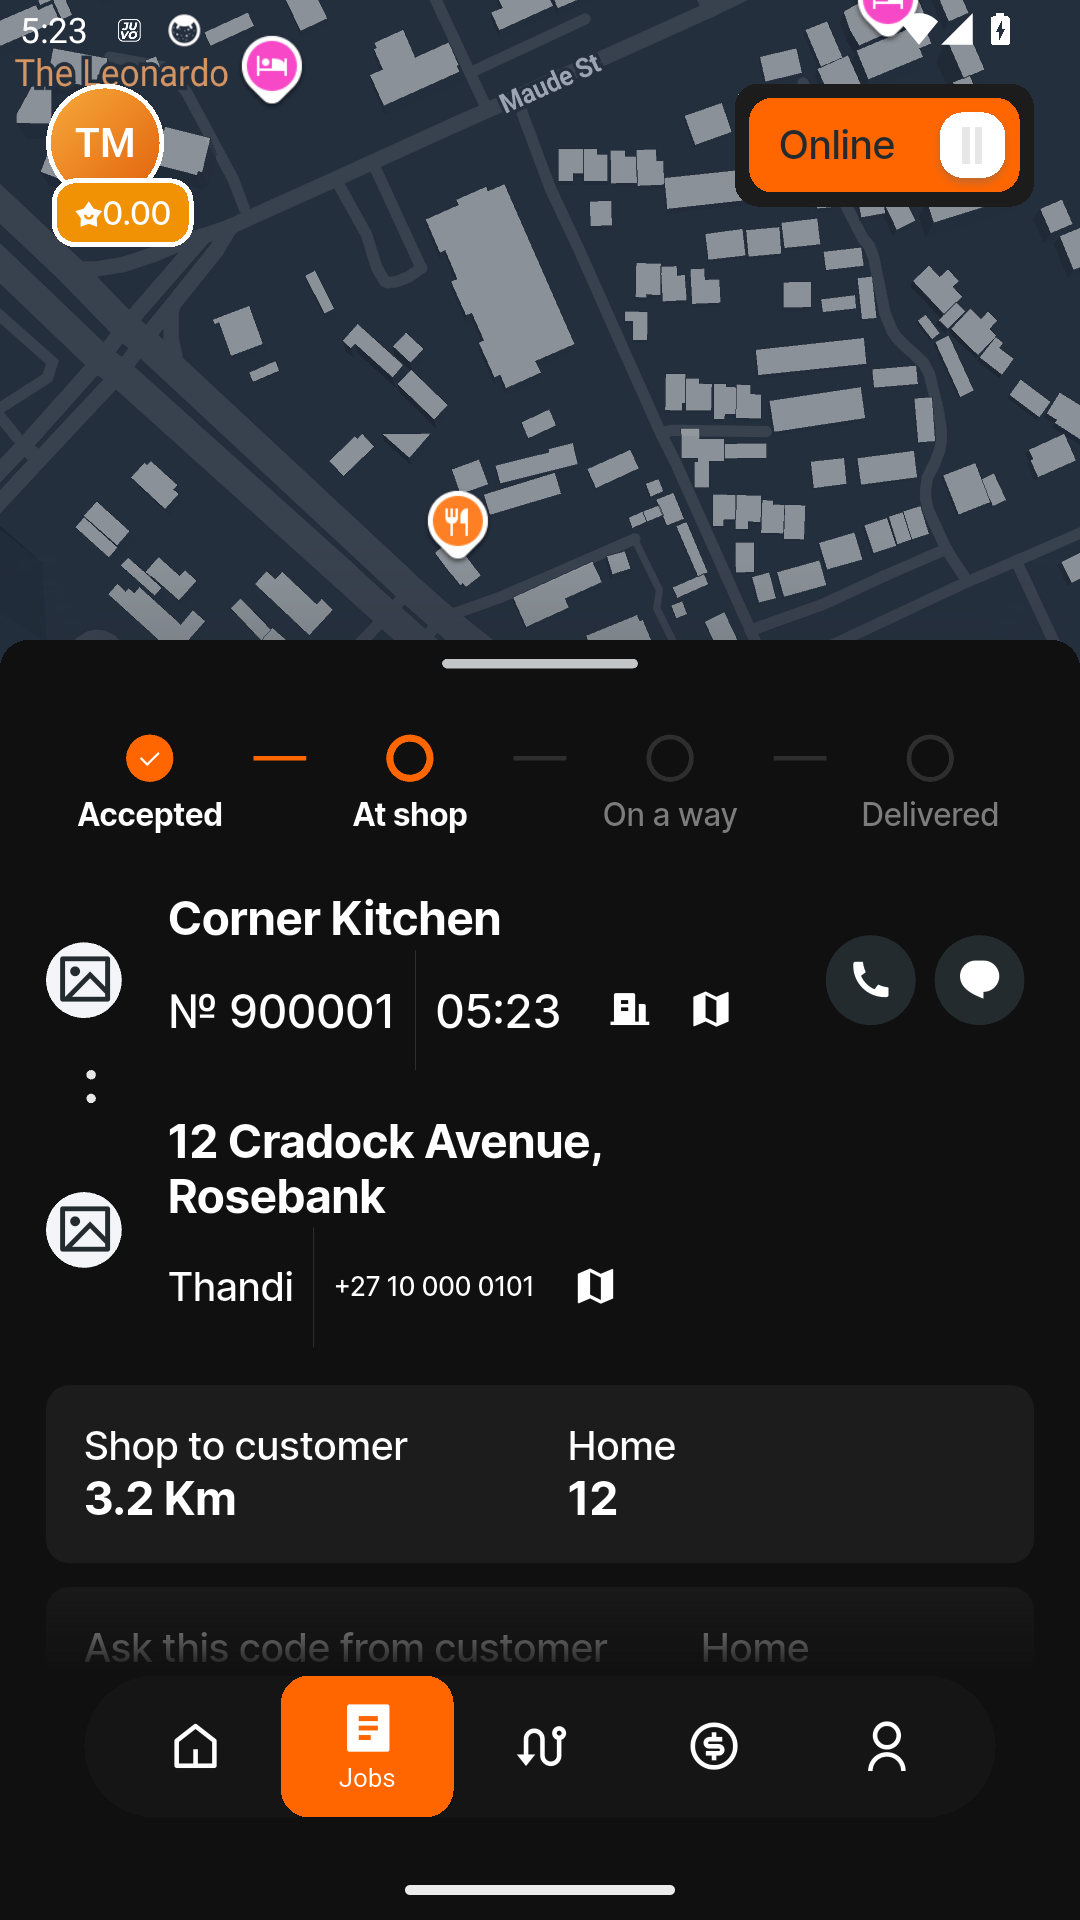 5:23
JUVO
The Leonardo
Maude St
TM
0.00
Online
Accepted
At shop
On a way
Delivered
Corner Kitchen
№ 900001
05:23
12 Cradock Avenue,
Rosebank
Thandi
+27 10 000 0101
Shop to customer
Home
3.2 Km
12
Ask this code from customer
Home
Jobs